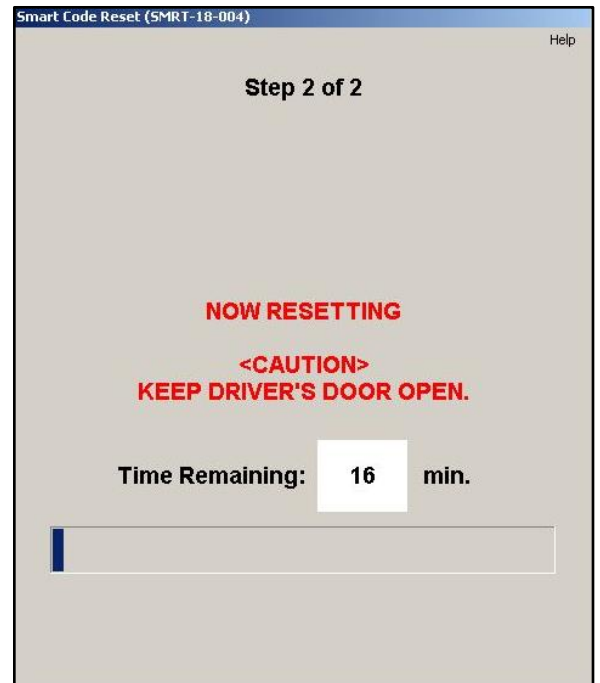 Smart Code Reset (SMRT-18-004)
Help
Step 2 of 2
NOW RESETTING
<CAUTION>
KEEP DRIVER'S DOOR OPEN.
Time Remaining: 16 min.